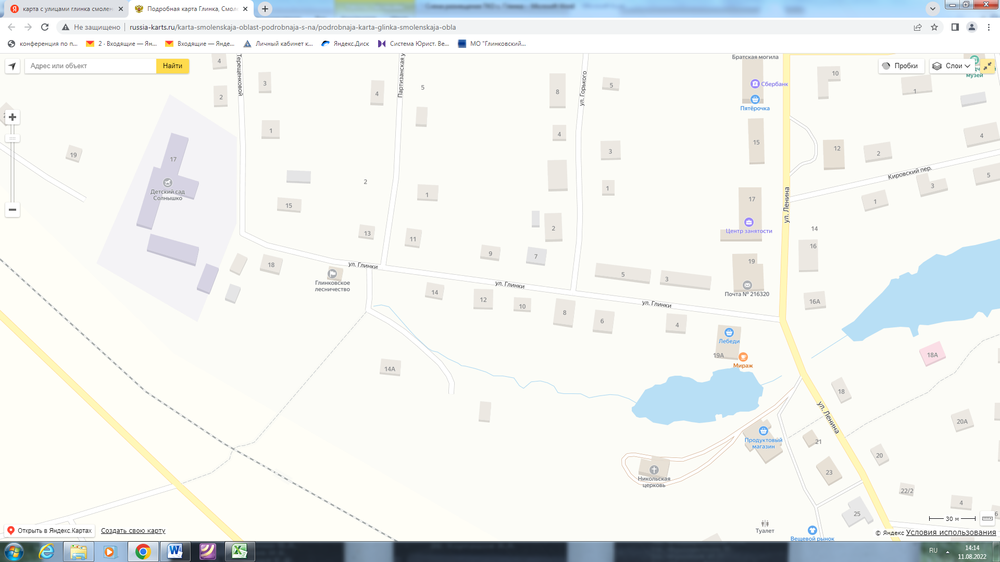 карта с улицами глинка смолен
Подробная карта Глинка, Смоле
Не защищено
russia-karts.ru/karta-smolenskaja-oblast-podrobnaja-s-na/podrobnaja-karta-glinka-smolenskaja-obla
конференция по п...
2 · Входящие — Ян...
Входящие — Янде...
Личный кабинет к...
Яндекс.Диск
Система Юрист. Ве...
МО "Глинковский...
Адрес или объект
Найти
Пробки
Слои
музей
Братская могила
Сбербанк
Пятёрочка
Терещенковой
Партизанская у
ул. Горького
4
3
2
1
4
5
8
5
4
3
10
1
4
12
2
15
Кировский пер.
5
3
1
19
17
Детский сад
Солнышко
2
1
1
15
17
Центр занятости
ул. Ленина
14
16
13
11
2
9
7
18
ул. Глинки
5
3
19
Почта № 216320
Глинковское
лесничество
ул. Глинки
14
12
10
8
6
4
ул. Глинки
16А
Лебеди
19А
Мираж
18А
14А
18
ул. Ленина
20А
Продуктовый
магазин
21
20
23
Никольская
церковь
22/2
4
25
6
30 м
Туалет
Вещевой рынок
Открыть в Яндекс.Картах
Создать свою карту
© Яндекс Условия использования
RU
14:14
11.08.2022